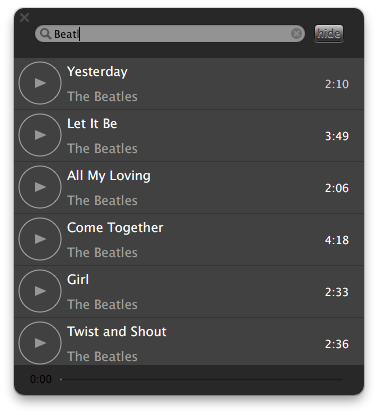 Beatl
hide
Yesterday
The Beatles
2:10
Let It Be
The Beatles
3:49
All My Loving
The Beatles
2:06
Come Together
The Beatles
4:18
Girl
The Beatles
2:33
Twist and Shout
The Beatles
2:36
0:00